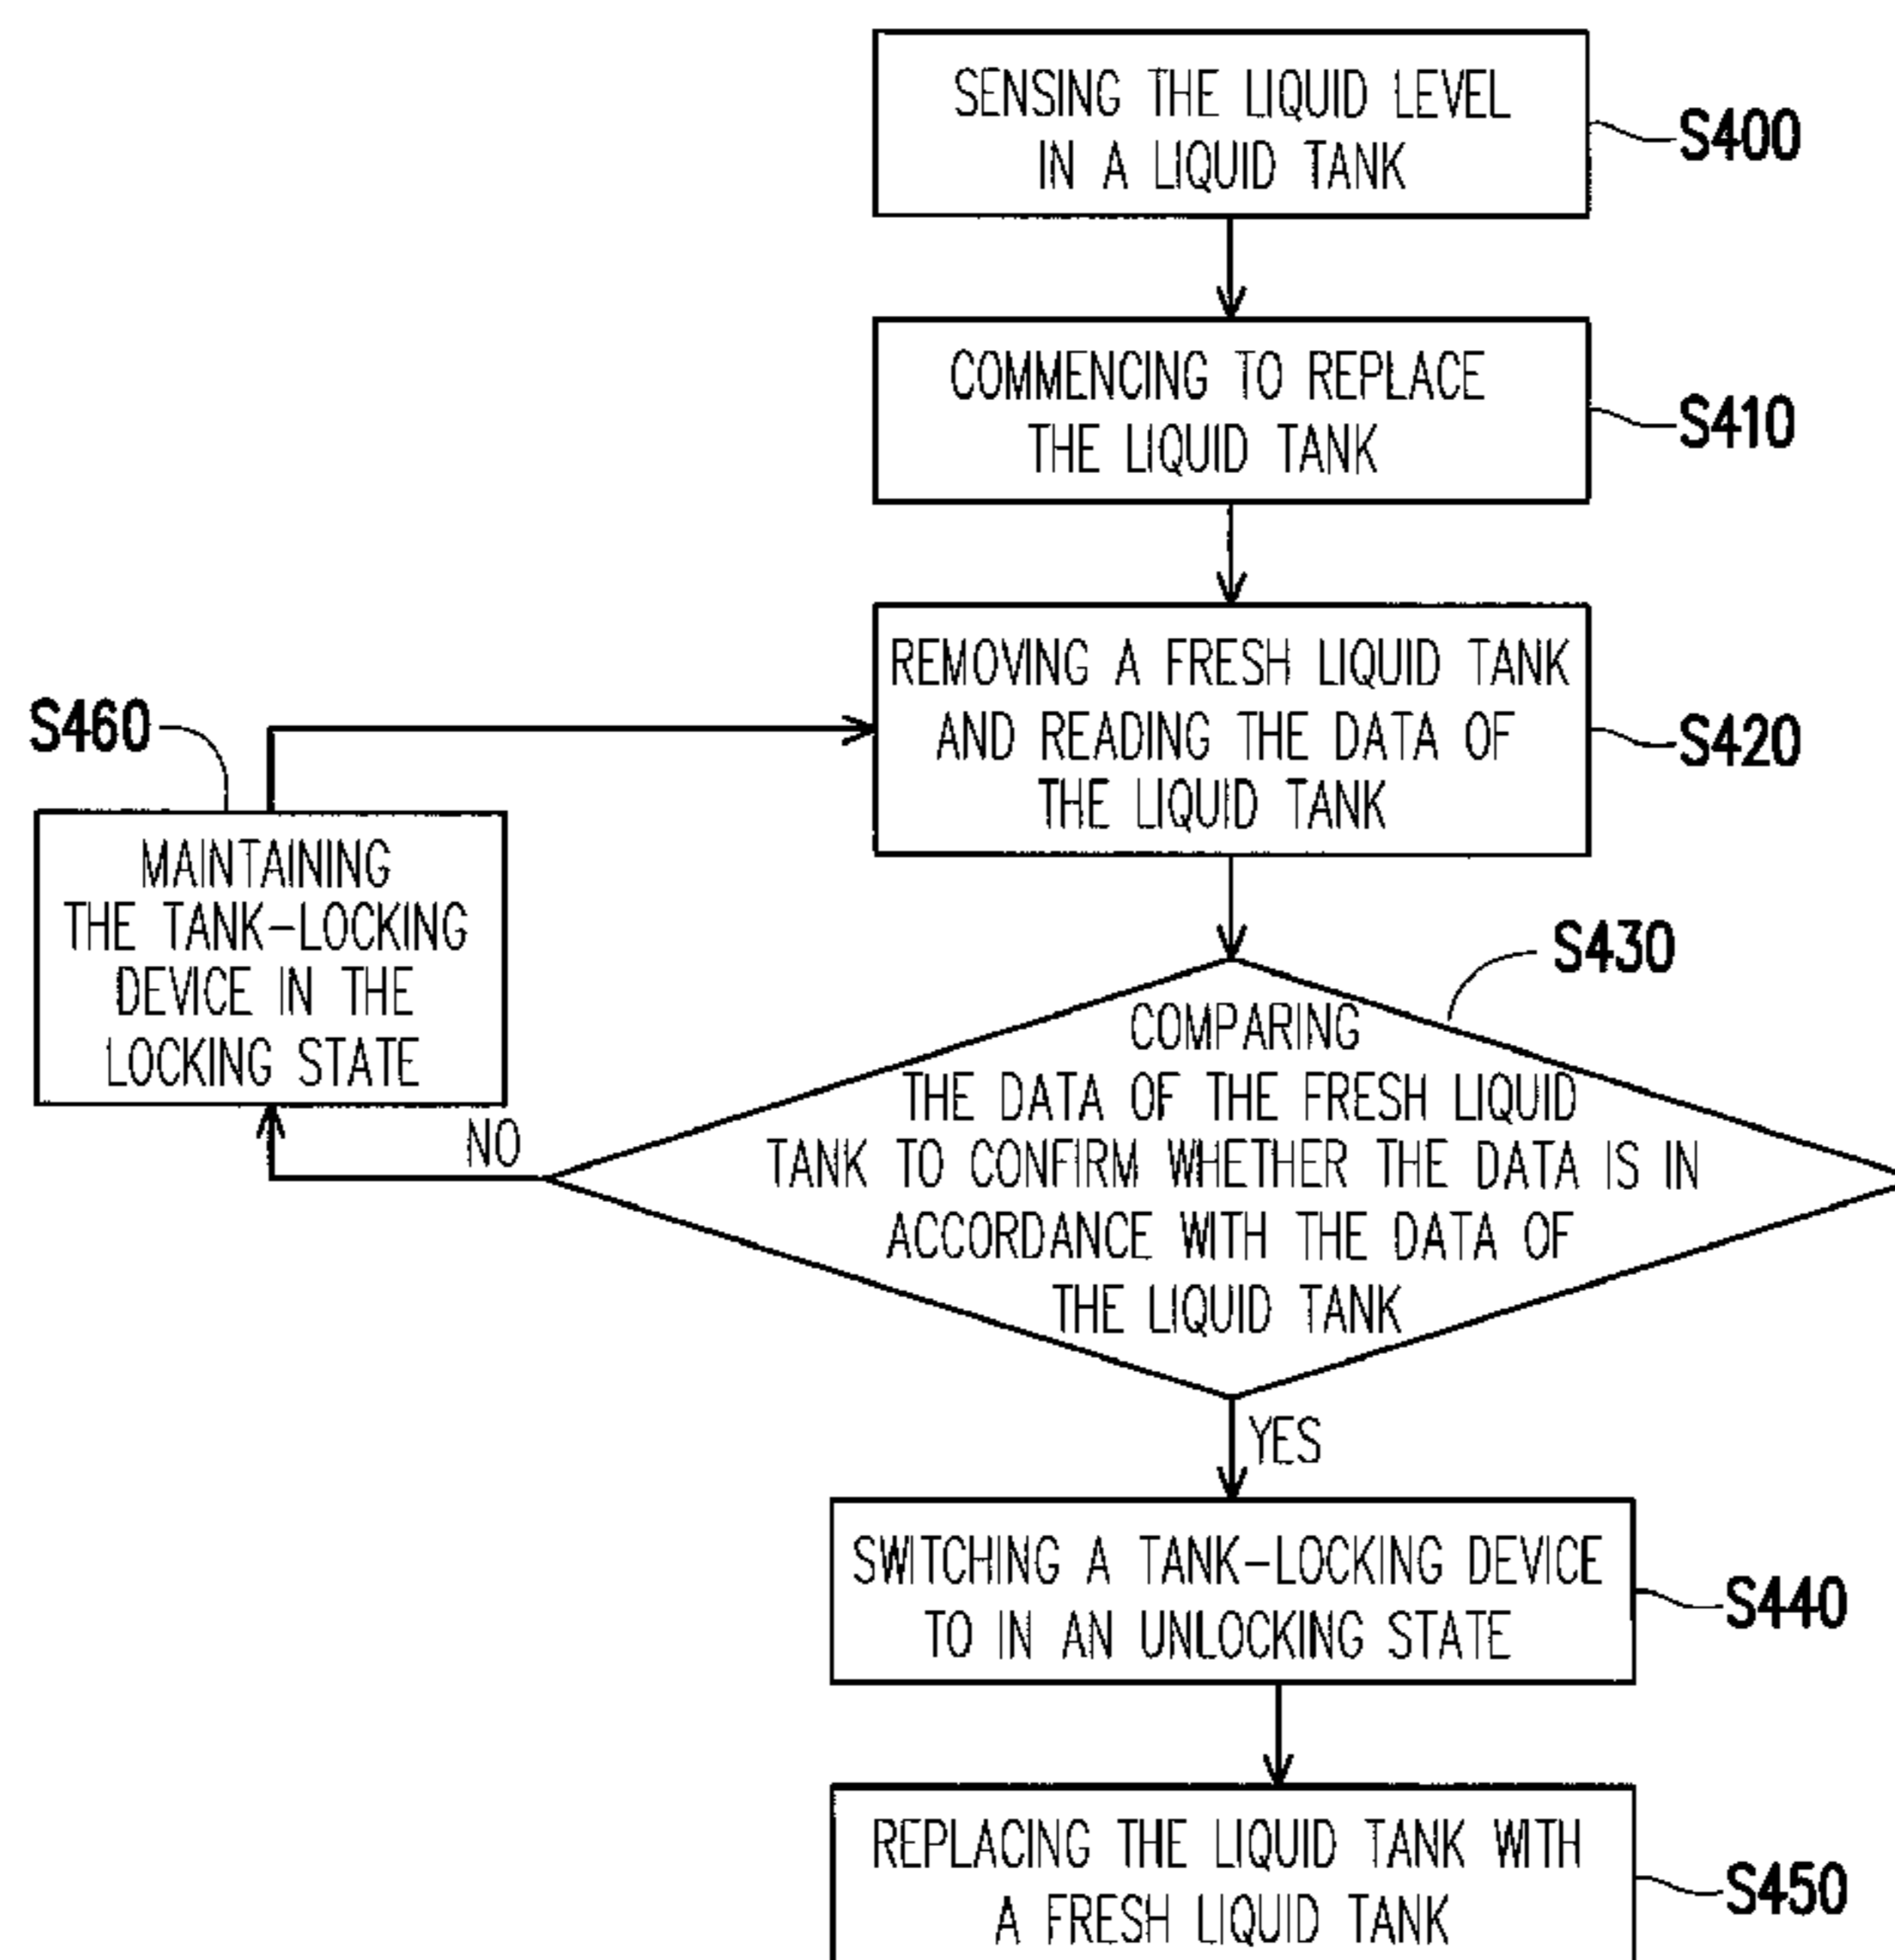 SENSING THE LIQUID LEVEL
IN A LIQUID TANK
S400
COMMENCING TO REPLACE
THE LIQUID TANK
S410
REMOVING A FRESH LIQUID TANK
AND READING THE DATA OF
THE LIQUID TANK
S420
S460
MAINTAINING
THE TANK-LOCKING
DEVICE IN THE
LOCKING STATE
S430
COMPARING
THE DATA OF THE FRESH LIQUID
TANK TO CONFIRM WHETHER THE DATA IS IN
ACCORDANCE WITH THE DATA OF
THE LIQUID TANK
NO
YES
SWITCHING A TANK-LOCKING DEVICE
TO IN AN UNLOCKING STATE
S440
REPLACING THE LIQUID TANK WITH
A FRESH LIQUID TANK
S450